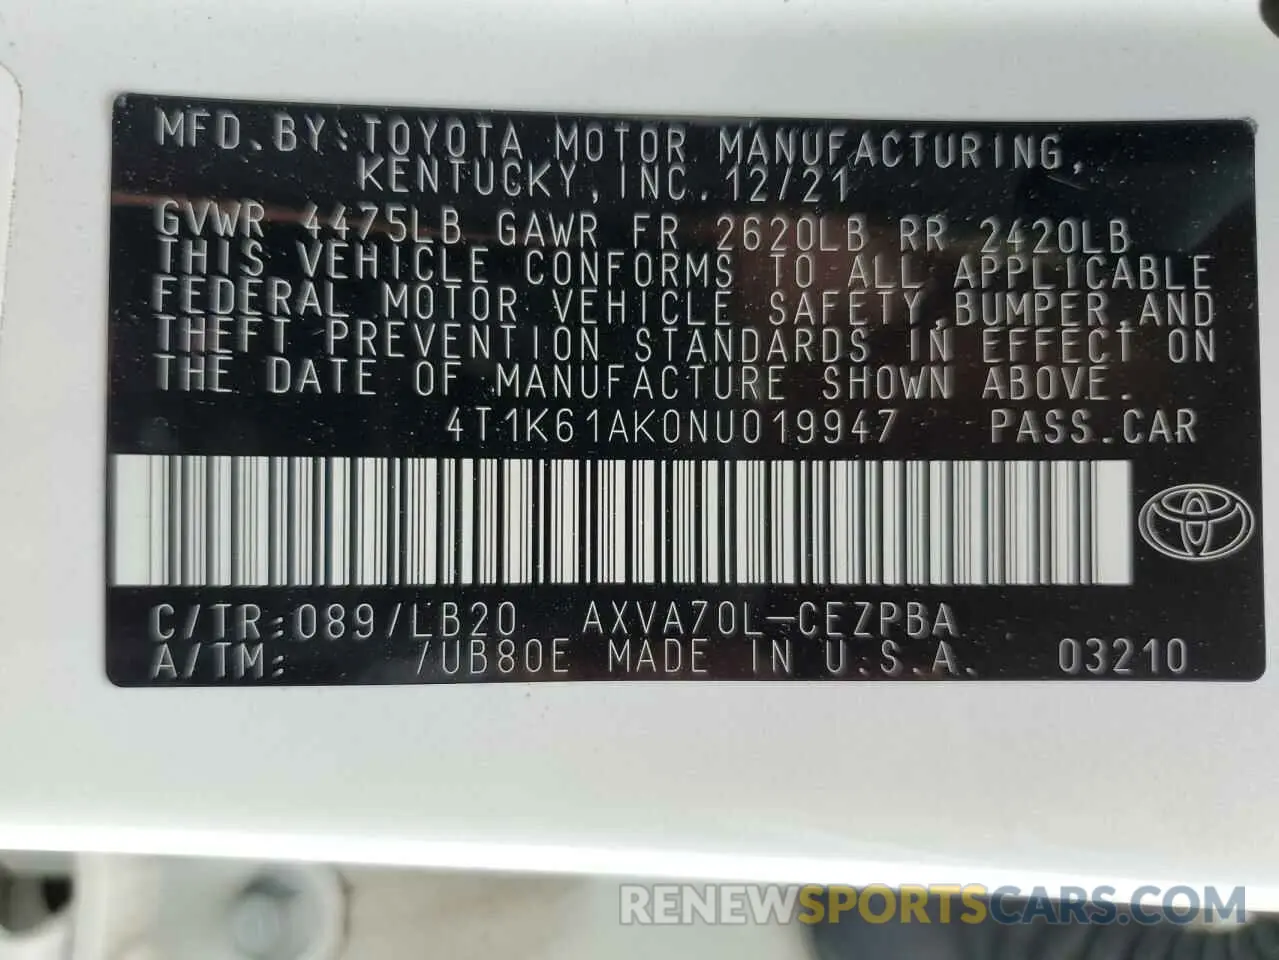 MFD. BY: TOYOTA MOTOR MANUFACTURING,
KENTUCKY, INC. 12/21
GVWR 4475LB GAWR FR 2620LB RR 2420LB
THIS VEHICLE CONFORMS TO ALL APPLICABLE
FEDERAL MOTOR VEHICLE SAFETY, BUMPER, AND
THEFT PREVENTION STANDARDS IN EFFECT ON
THE DATE OF MANUFACTURE SHOWN ABOVE.
4T1K61AK0NU019947 PASS. CAR
C/TR: 089/LB20 AXVA70L-CEZPBA
A/TM: /UB80E MADE IN U.S.A. 03210
RENEWSPORTSCARS.COM